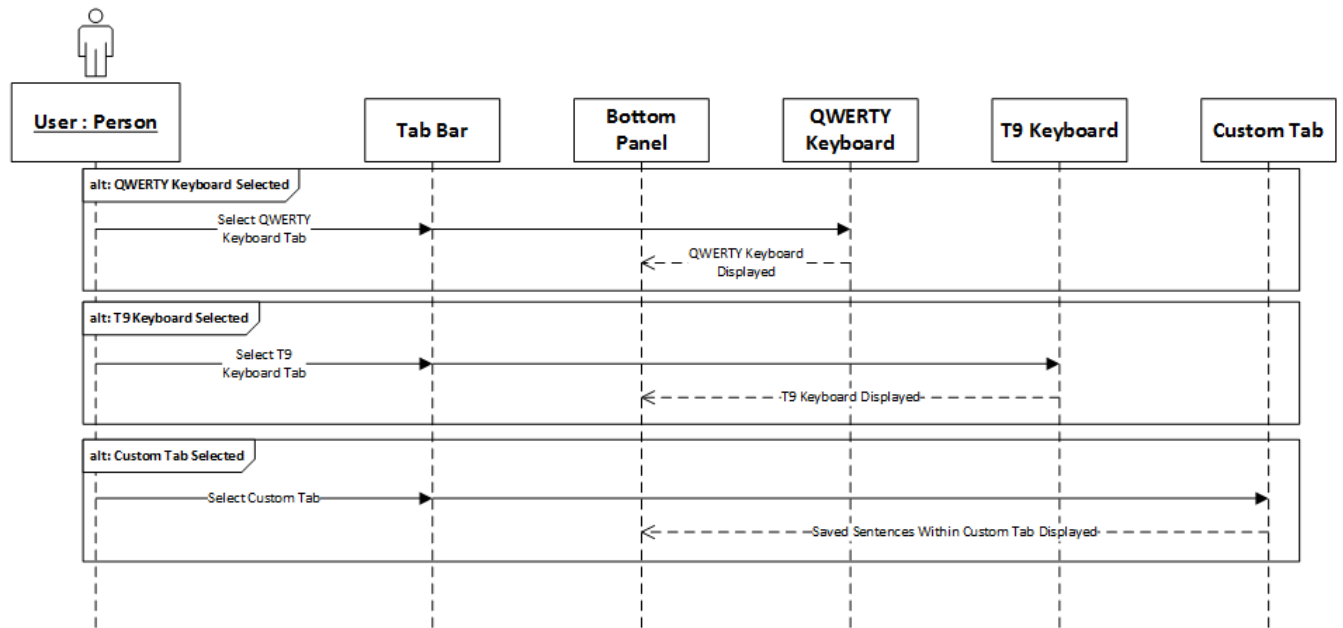 User : Person
Tab Bar
Bottom
Panel
QWERTY
Keyboard
T9 Keyboard
Custom Tab
alt: QWERTY Keyboard Selected
Select QWERTY
Keyboard Tab
QWERTY Keyboard
Displayed
alt: T9 Keyboard Selected
Select T9
Keyboard Tab
T9 Keyboard Displayed
alt: Custom Tab Selected
Select Custom Tab
Saved Sentences Within Custom Tab Displayed